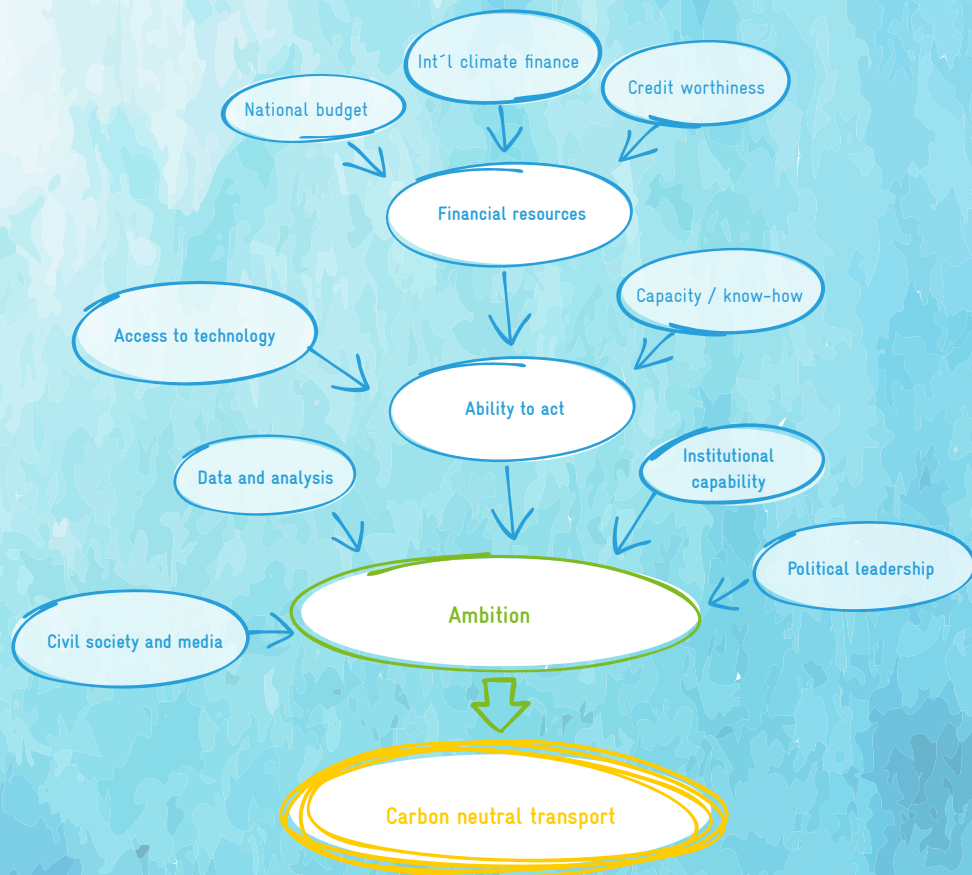 Int´l climate finance
Credit worthiness
National budget
Financial resources
Capacity / know-how
Access to technology
Ability to act
Institutional
capability
Data and analysis
Political leadership
Ambition
Civil society and media
Carbon neutral transport